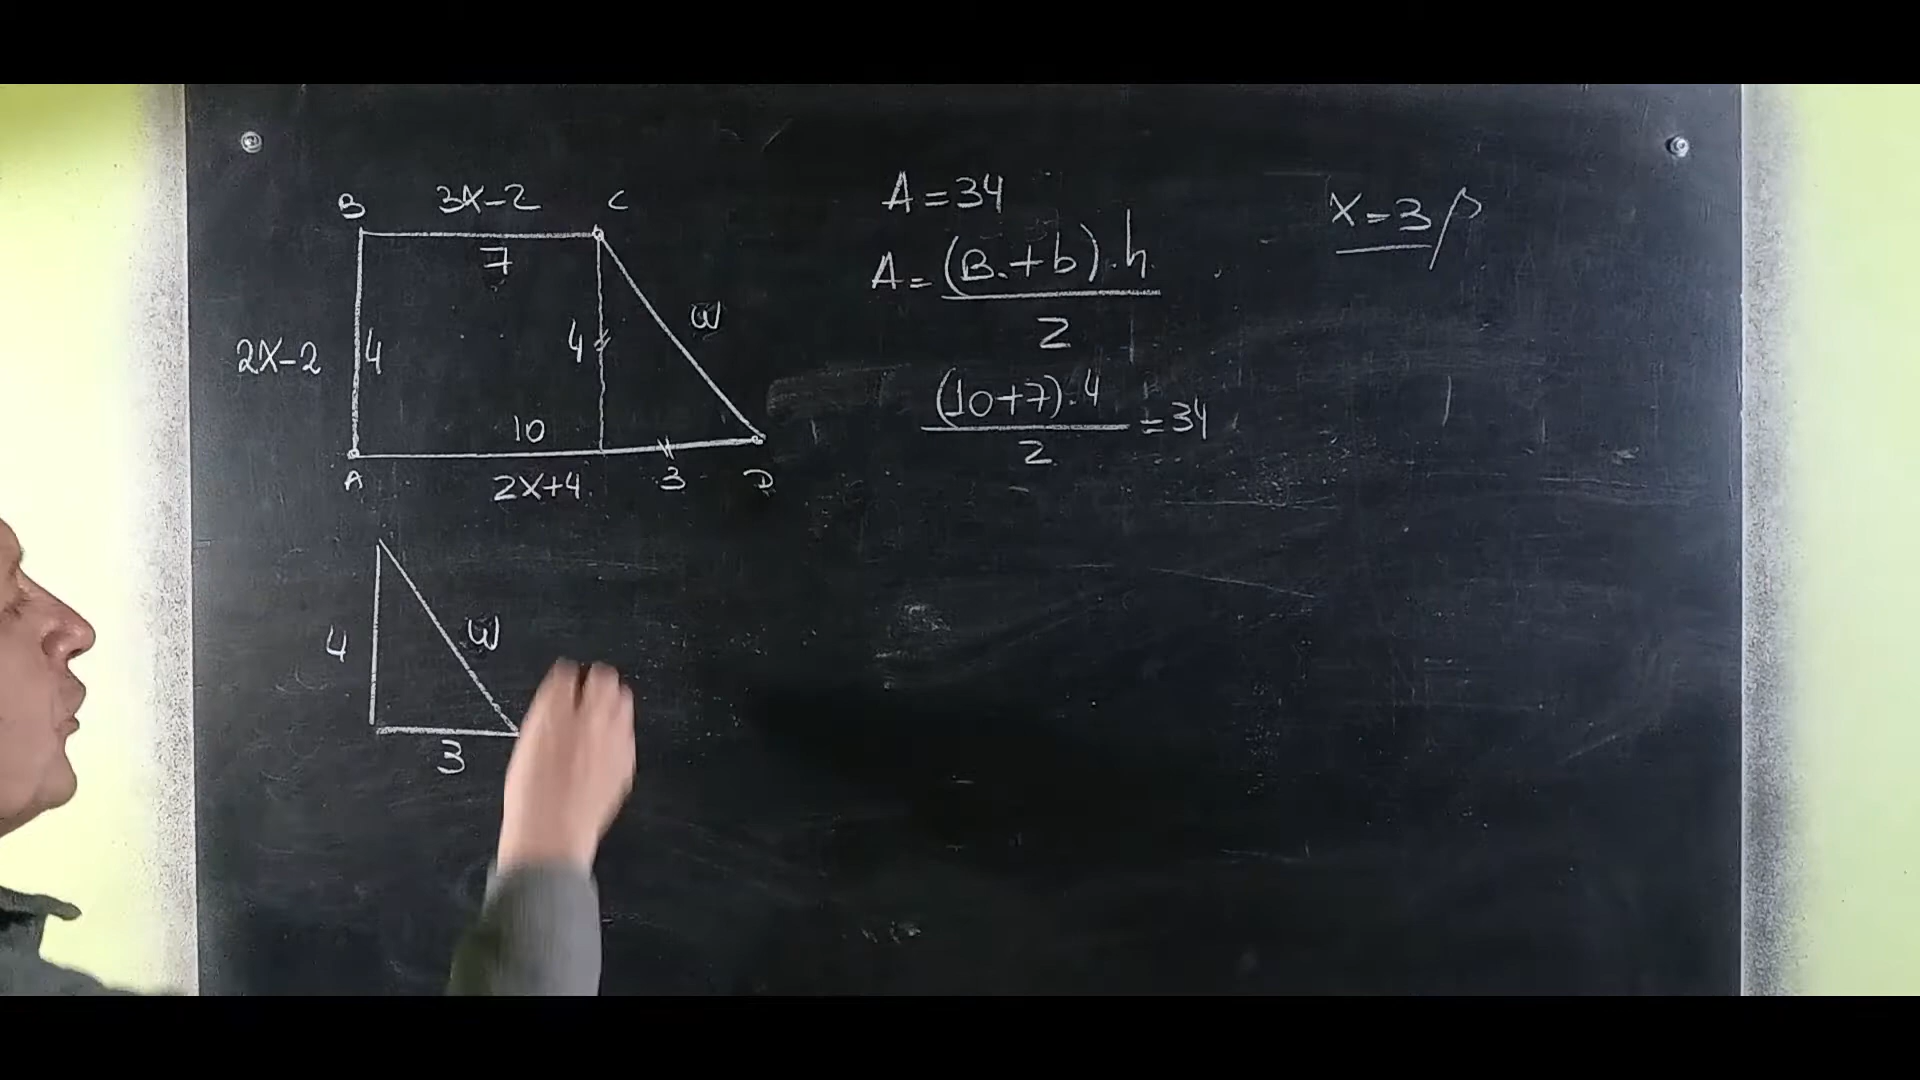 B 3x-2 C
7
2x-2 4
4
w
10
A 2x+4 3 D
4
w
3
A=34
A=(B.+b).h
2
(10+7).4
2
=34
x=3